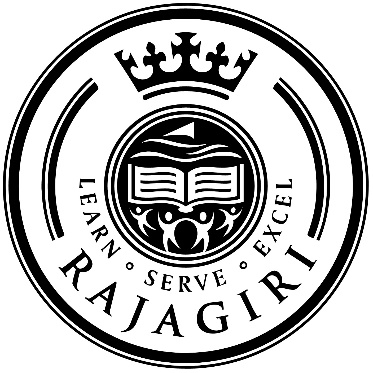 LEARN ∘ SERVE ∘ EXCEL
RAJAGIRI